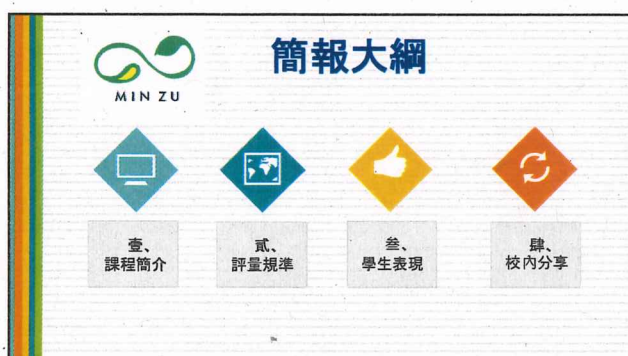 簡報大綱
MIN ZU
壹、
課程簡介
貳、
評量規準
叁、
學生表現
肆、
校內分享